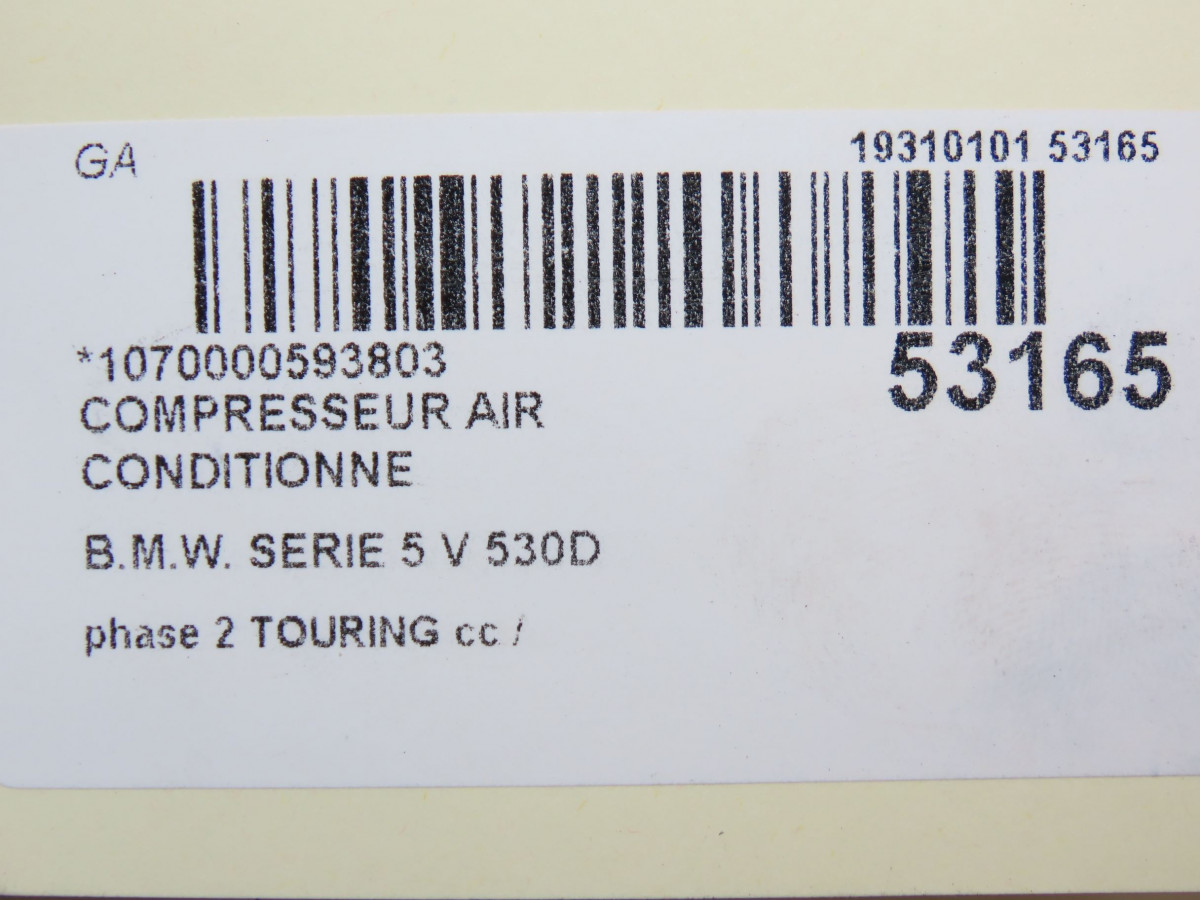 GA
19310101 53165
*1070000593803
53165
COMPRESSEUR AIR
CONDITIONNE
B.M.W. SERIE 5 V 530D
phase 2 TOURING cc /